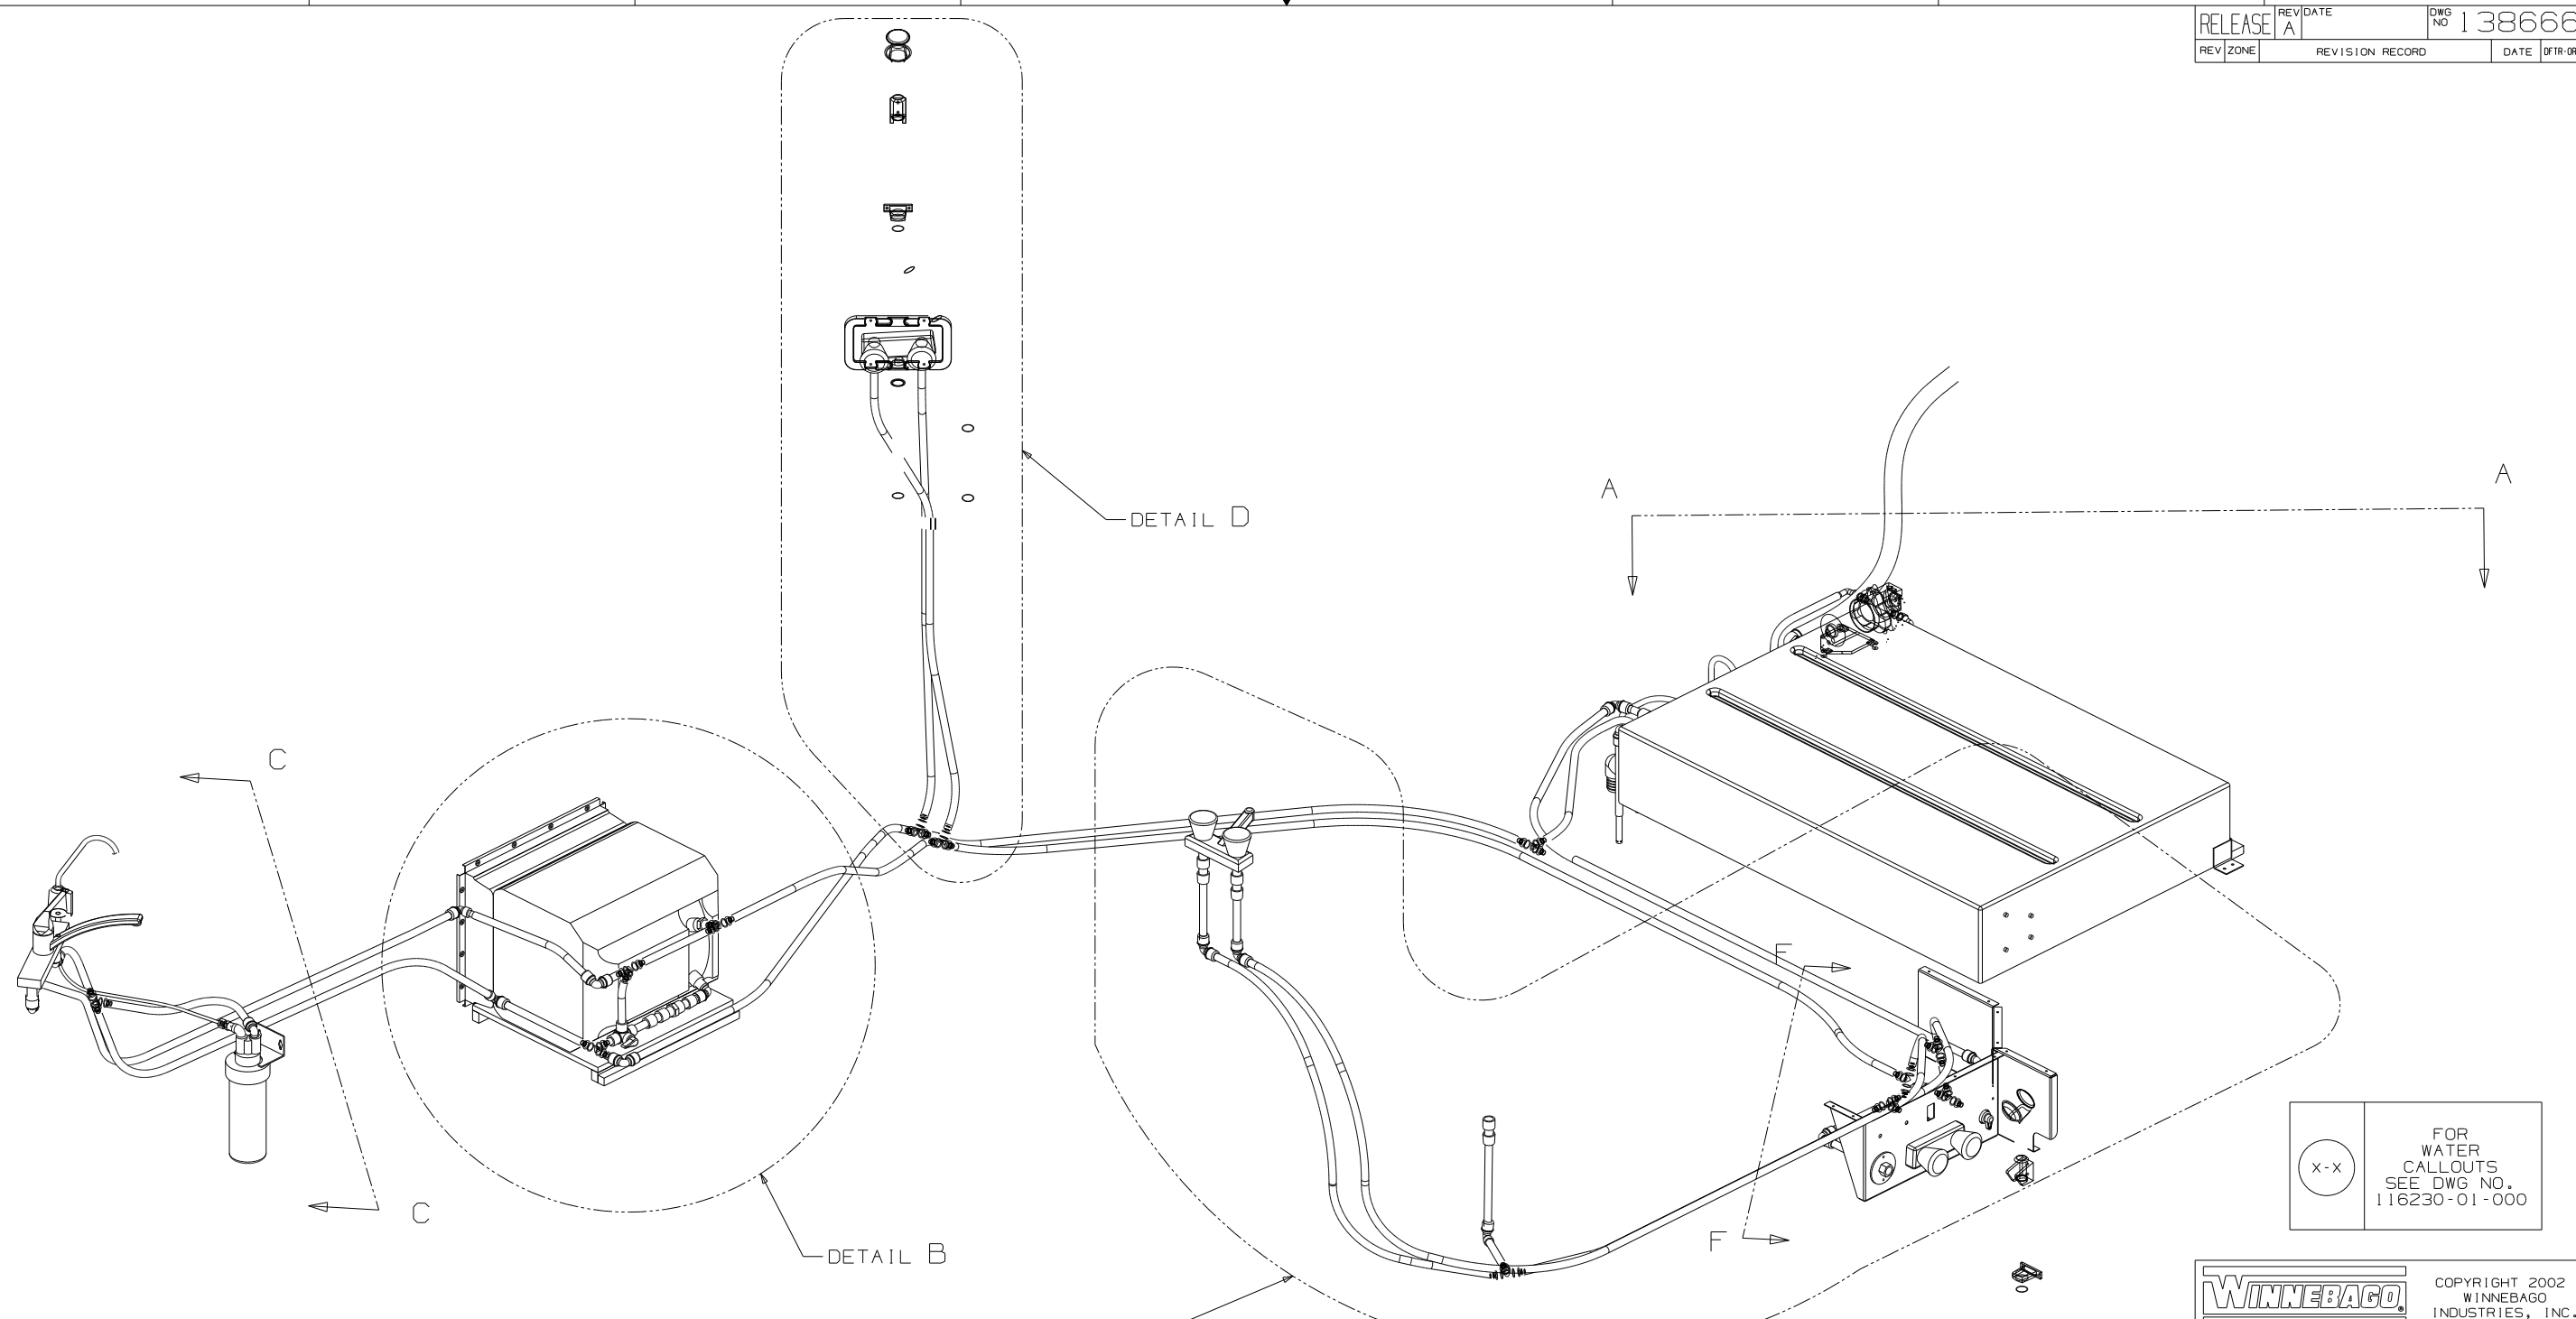 RELEASE
REV
A
DATE
DWG
NO
138666
REV
ZONE
REVISION RECORD
DATE
DFTR-
DETAIL D
A
A
C
C
DETAIL B
F
F
X-X
FOR
WATER
CALLOUTS
SEE DWG NO.
116230-01-000
WINNEBAGO®
COPYRIGHT 2002
WINNEBAGO
INDUSTRIES, INC.